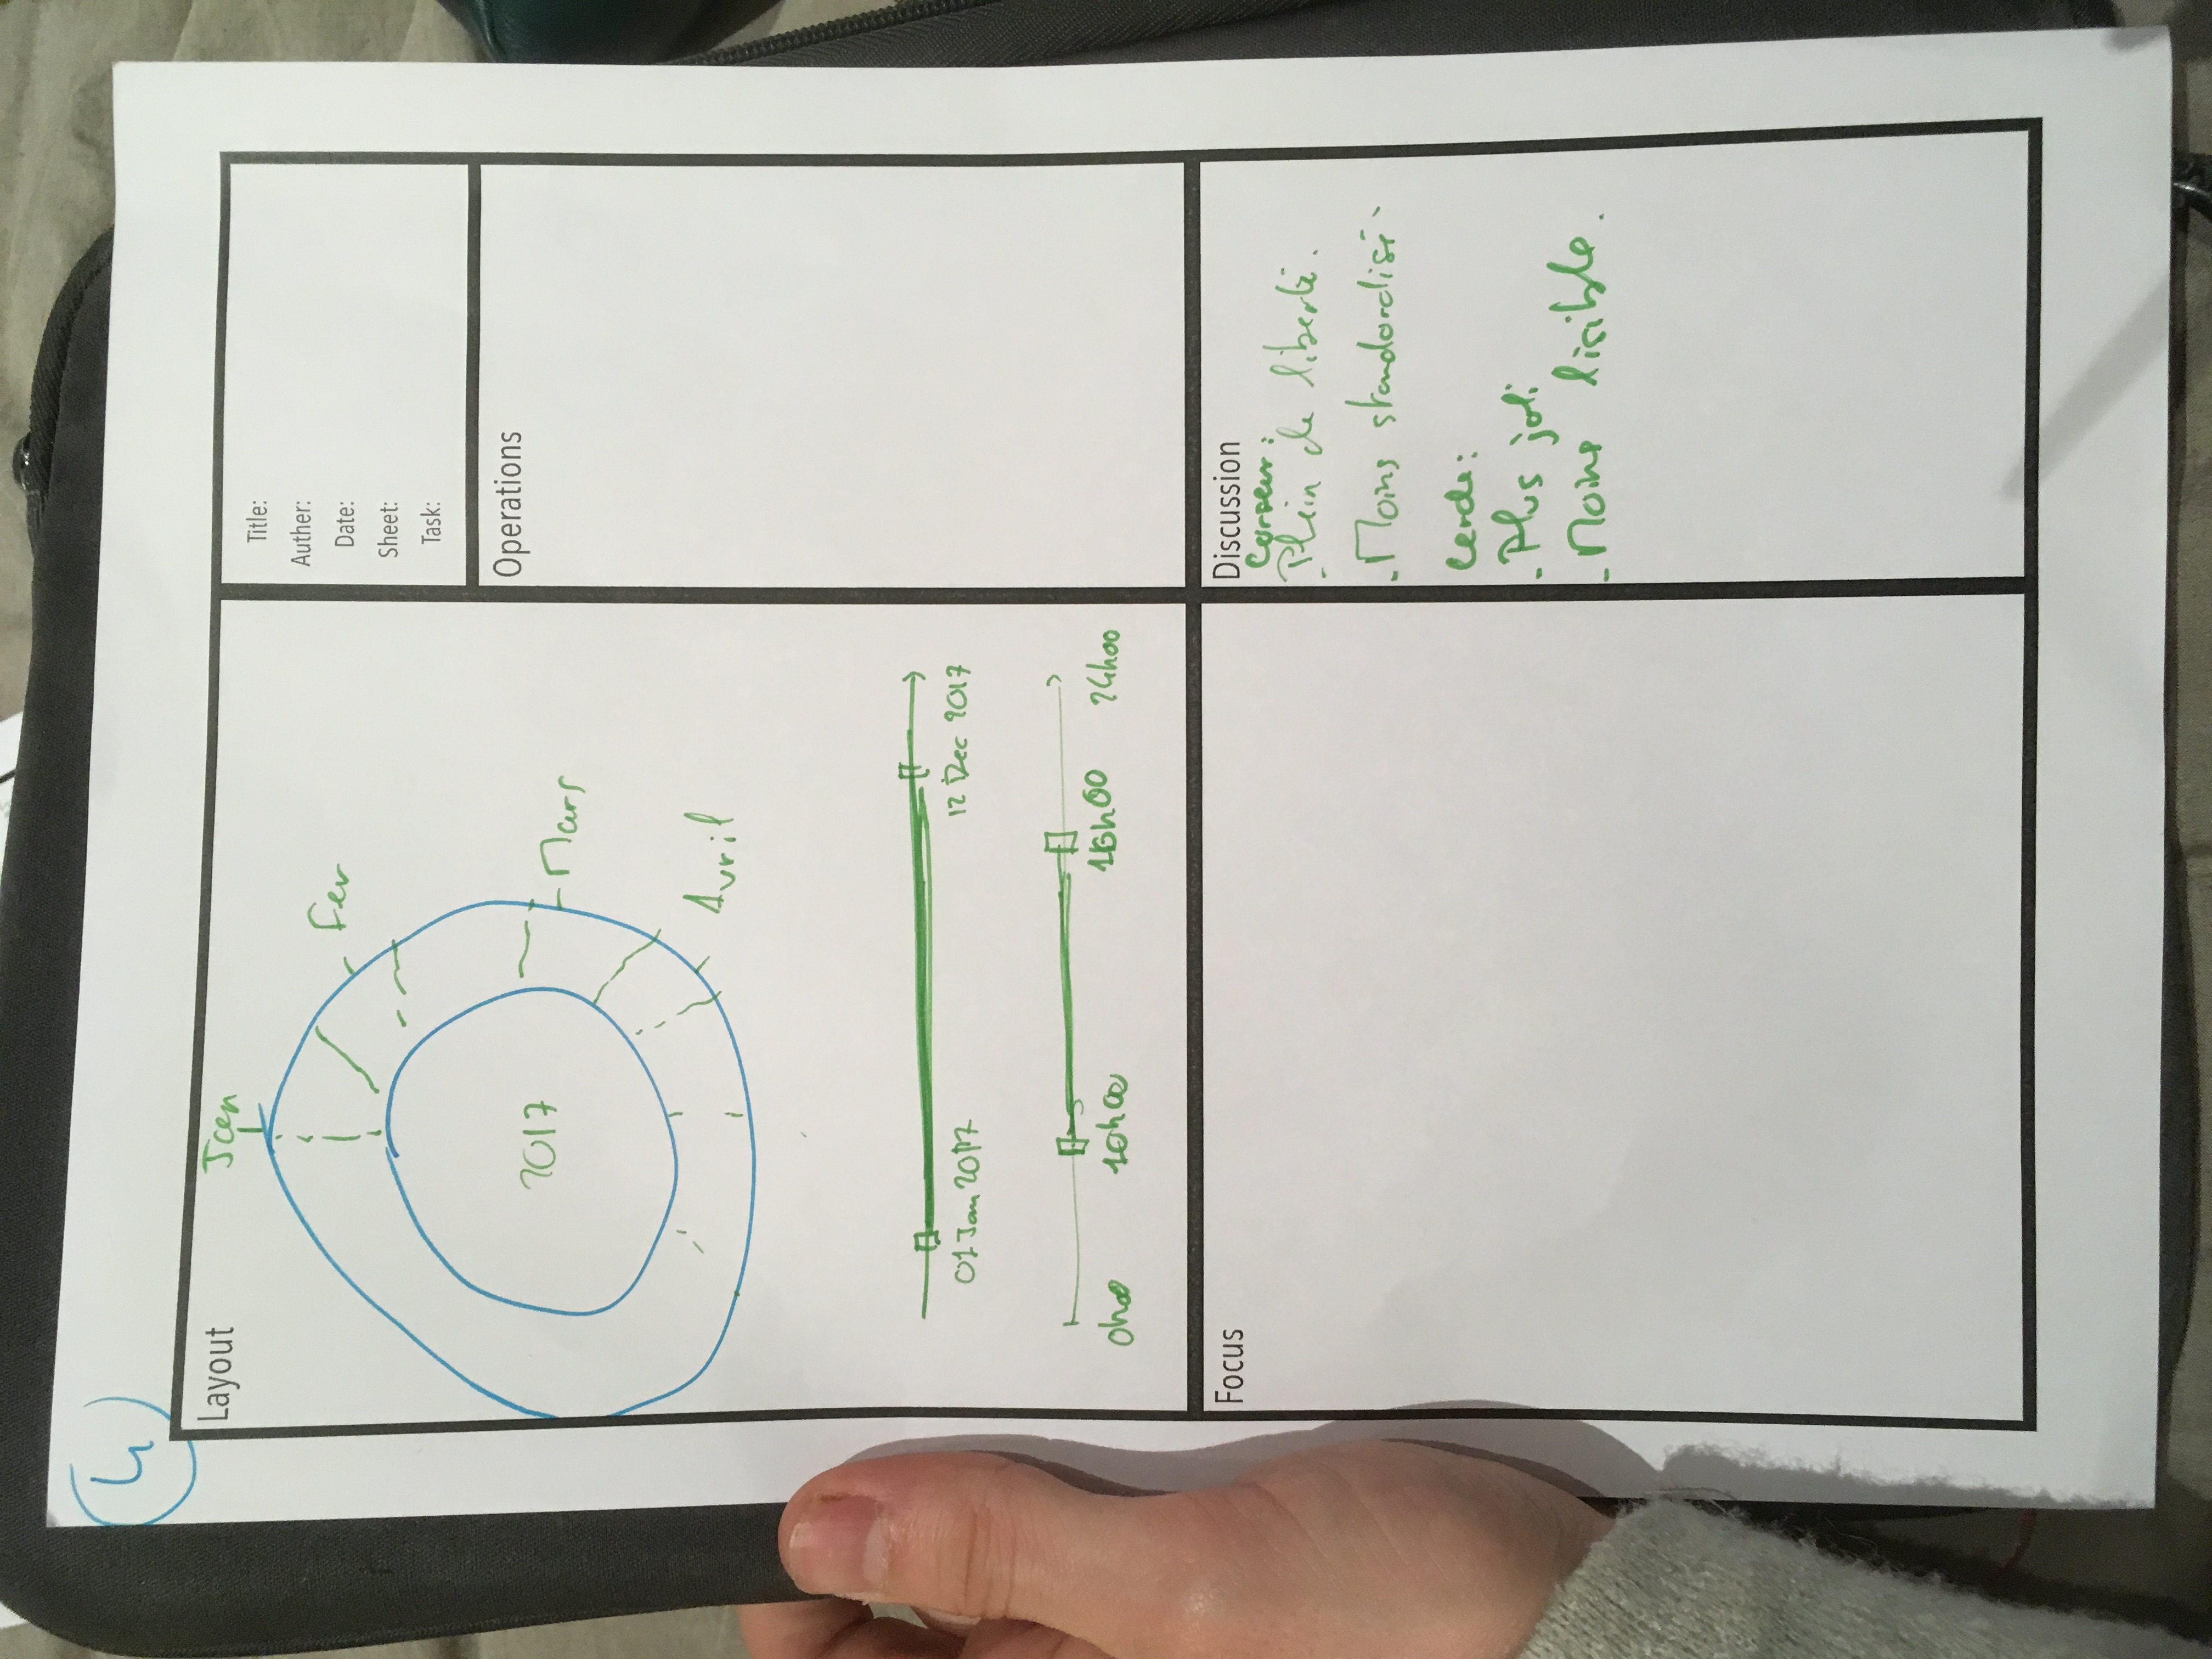 4
Layout
Jan
Fev
Mars
Avril
2017
01 Jan 2017
12 Dec 2017
0h00
10h00
16h00
24h00
Title:
Auther:
Date:
Sheet:
Task:
Operations
Focus
Discussion
Curseur:
- Plein de liberté.
- Moins standardisé.
Cercle:
- Plus joli
- Moins lisible.